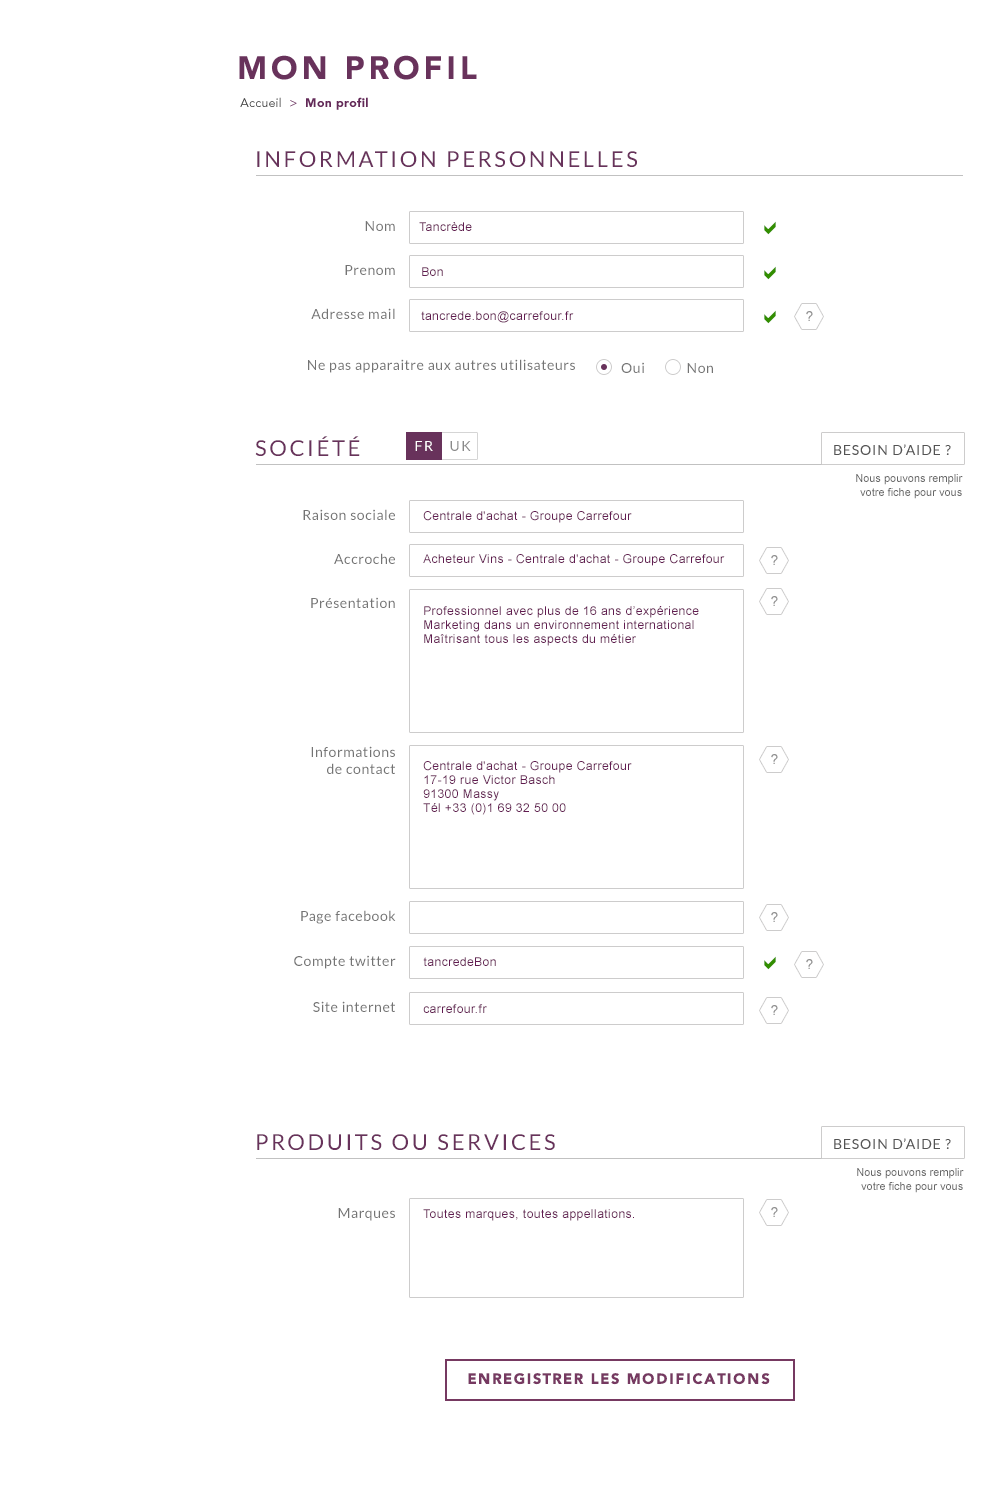 MON PROFIL
Accueil > Mon profil
INFORMATION PERSONNELLES
Nom Tancrède
Prenom Bon
Adresse mail tancrede.bon@carrefour.fr ?
Ne pas apparaitre aux autres utilisateurs Oui Non
SOCIÉTÉ FR UK BESOIN D'AIDE ?
Nous pouvons remplir
votre fiche pour vous
Raison sociale Centrale d'achat - Groupe Carrefour
Accroche Acheteur Vins - Centrale d'achat - Groupe Carrefour ?
Présentation ?
Professionnel avec plus de 16 ans d'expérience
Marketing dans un environnement international
Maîtrisant tous les aspects du métier
Informations
de contact ?
Centrale d'achat - Groupe Carrefour
17-19 rue Victor Basch
91300 Massy
Tél +33 (0)1 69 32 50 00
Page facebook ?
Compte twitter tancredeBon ?
Site internet carrefour.fr ?
PRODUITS OU SERVICES BESOIN D'AIDE ?
Nous pouvons remplir
votre fiche pour vous
Marques Toutes marques, toutes appellations. ?
ENREGISTRER LES MODIFICATIONS